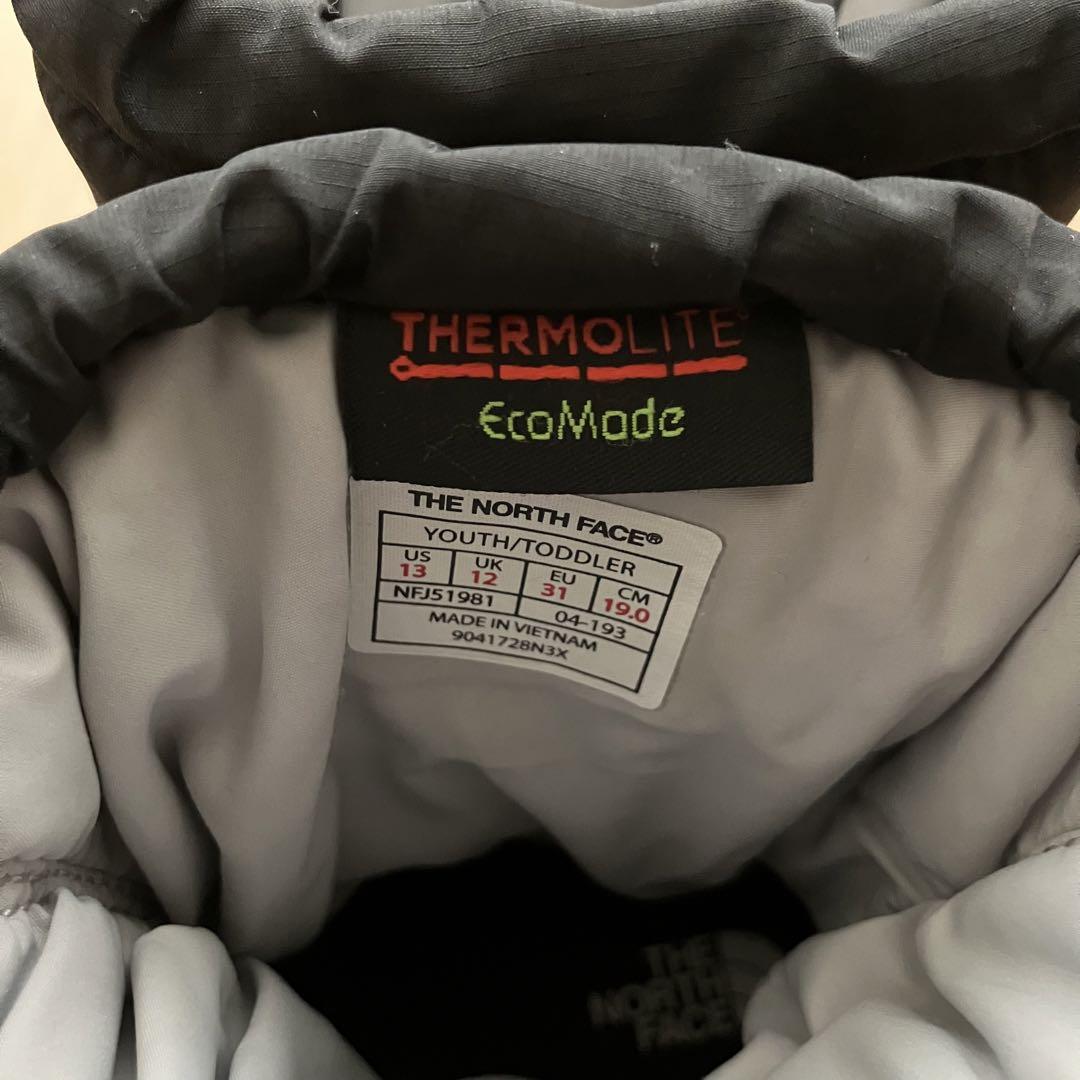 THERMOLITE®
EcoMade
THE NORTH FACE®
YOUTH/TODDLER
US UK EU CM
13 12 31 19.0
NFJ51981 04-193
MADE IN VIETNAM
9041728N3X
THE
NORTH
FACE